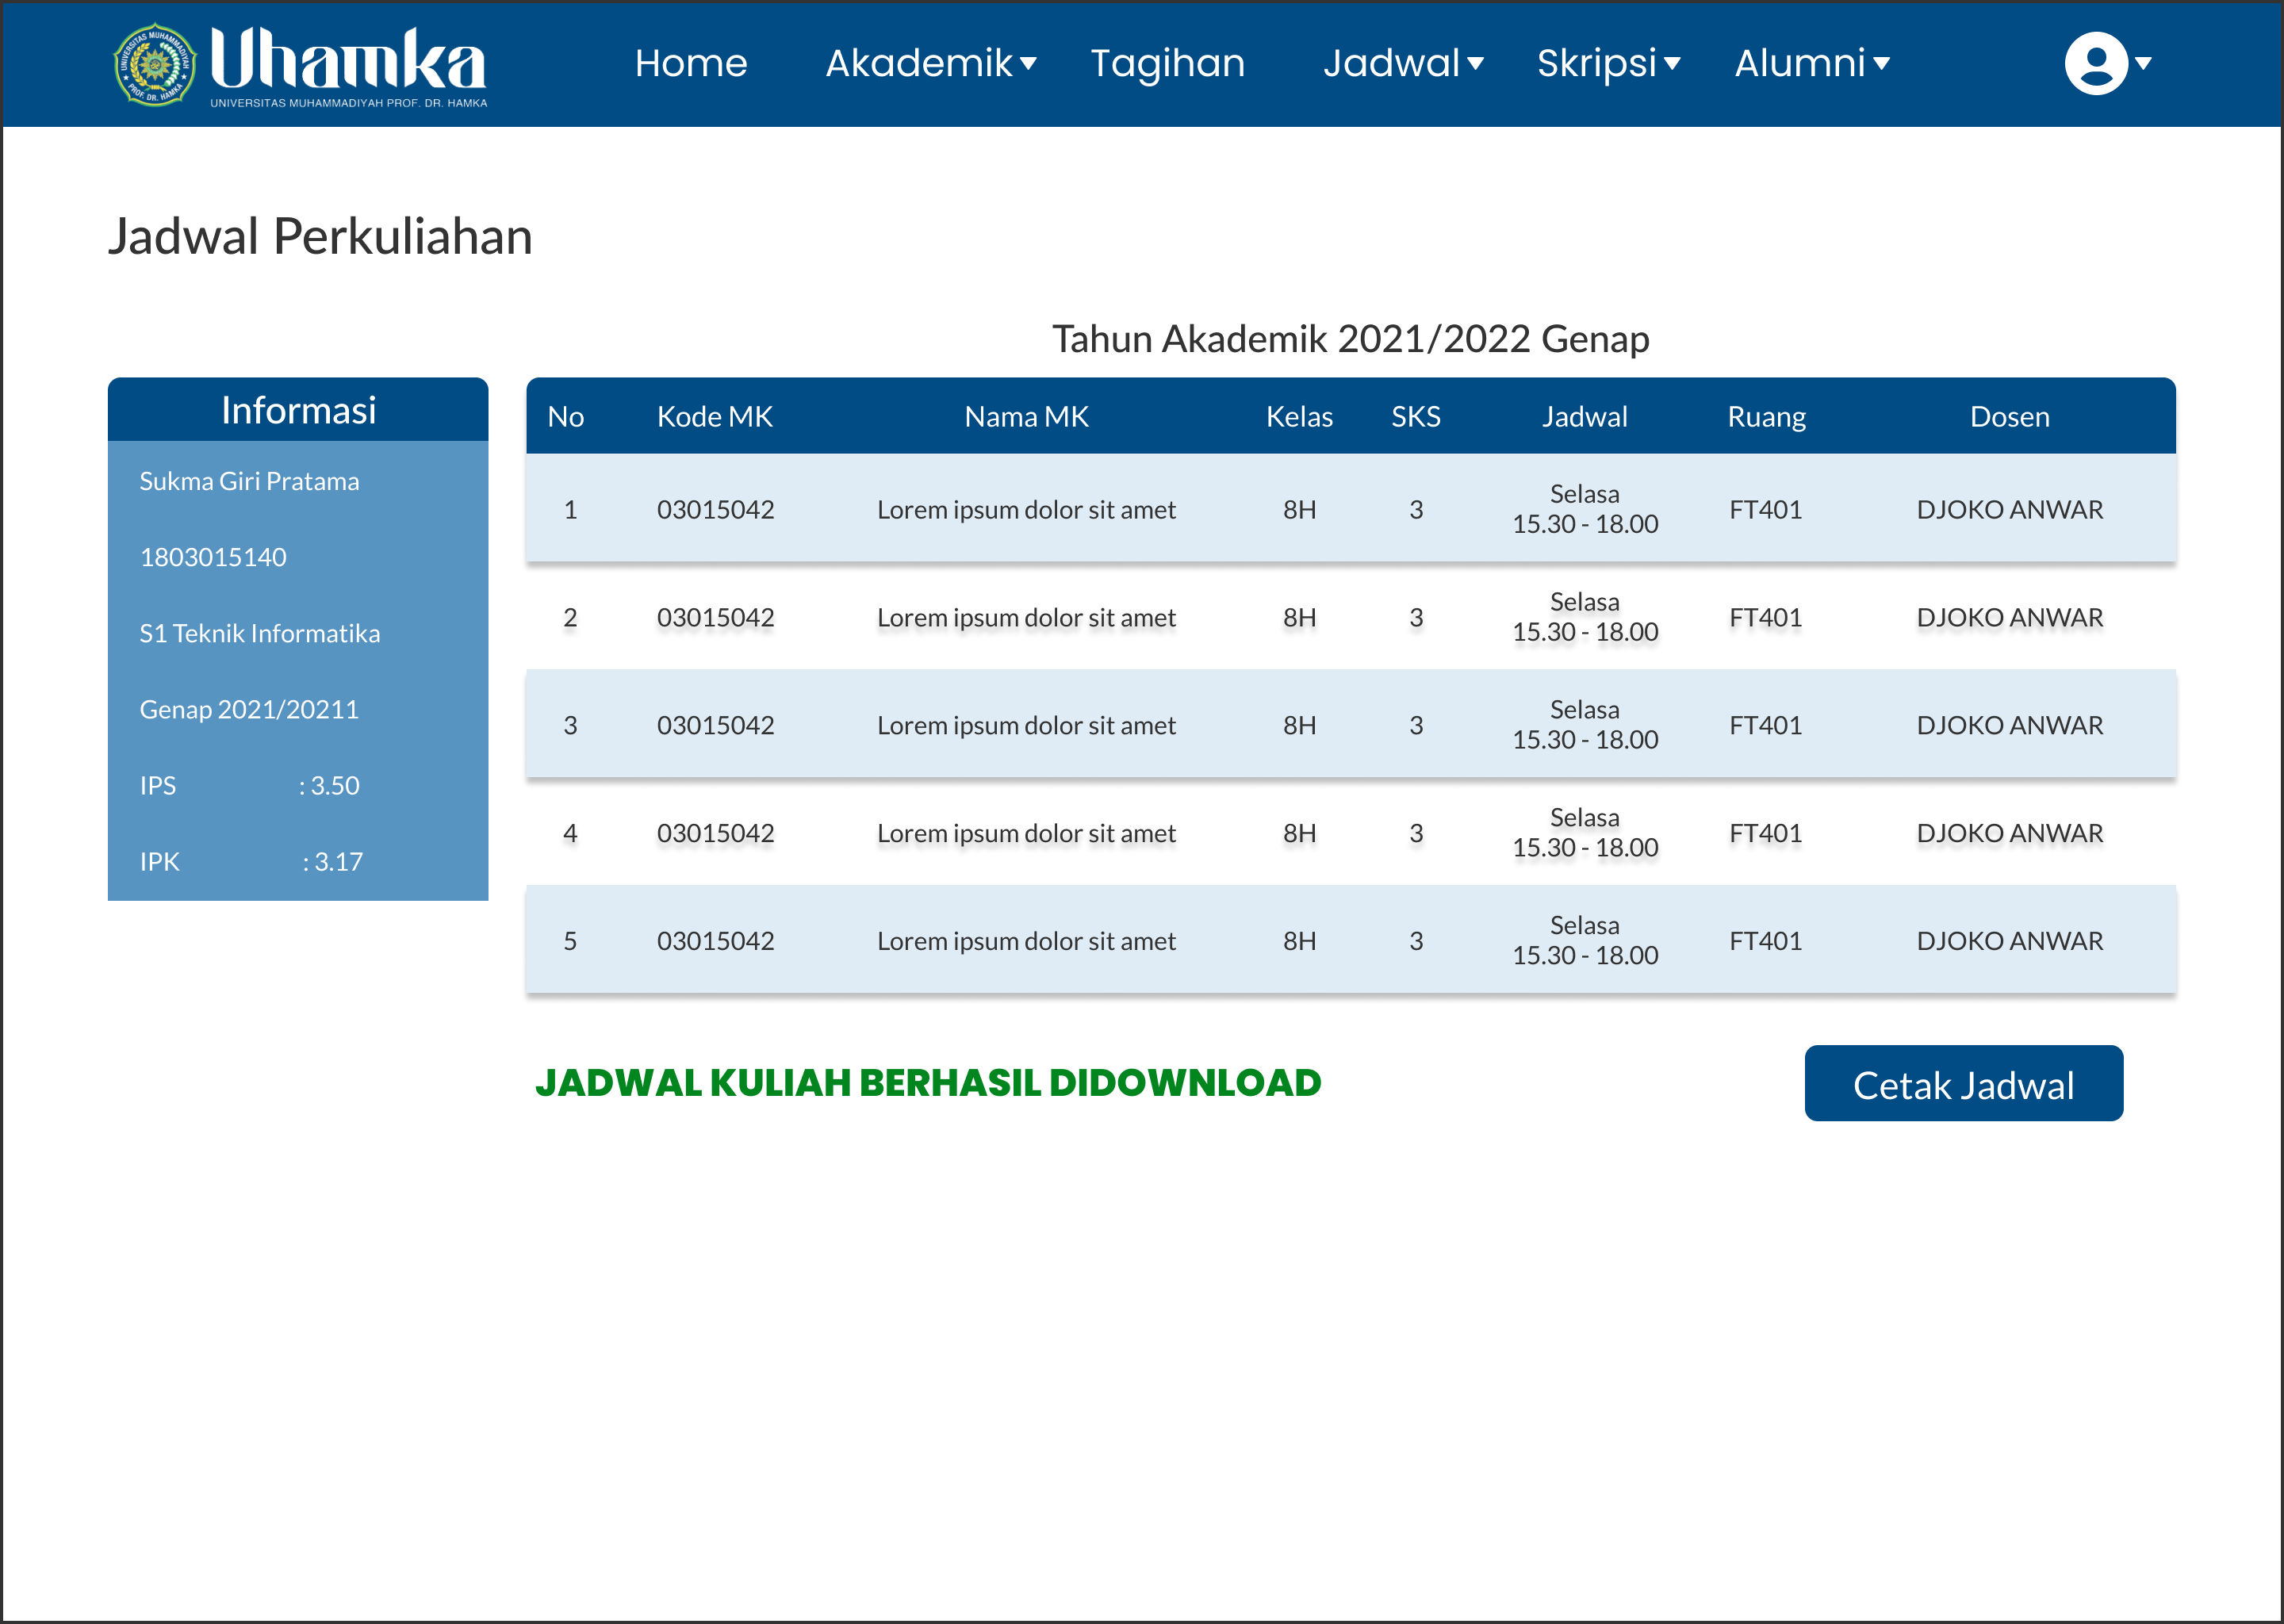 UNIVERSITAS MUHAMMADIYAH
PROF. DR. HAMKA
Uhamka
UNIVERSITAS MUHAMMADIYAH PROF. DR. HAMKA
Home Akademik Tagihan Jadwal Skripsi Alumni
Jadwal Perkuliahan
Tahun Akademik 2021/2022 Genap
Informasi
Sukma Giri Pratama
1803015140
S1 Teknik Informatika
Genap 2021/20211
IPS : 3.50
IPK : 3.17
No Kode MK Nama MK Kelas SKS Jadwal Ruang Dosen
1 03015042 Lorem ipsum dolor sit amet 8H 3 Selasa 15.30 - 18.00 FT401 DJOKO ANWAR
2 03015042 Lorem ipsum dolor sit amet 8H 3 Selasa 15.30 - 18.00 FT401 DJOKO ANWAR
3 03015042 Lorem ipsum dolor sit amet 8H 3 Selasa 15.30 - 18.00 FT401 DJOKO ANWAR
4 03015042 Lorem ipsum dolor sit amet 8H 3 Selasa 15.30 - 18.00 FT401 DJOKO ANWAR
5 03015042 Lorem ipsum dolor sit amet 8H 3 Selasa 15.30 - 18.00 FT401 DJOKO ANWAR
JADWAL KULIAH BERHASIL DIDOWNLOAD
Cetak Jadwal